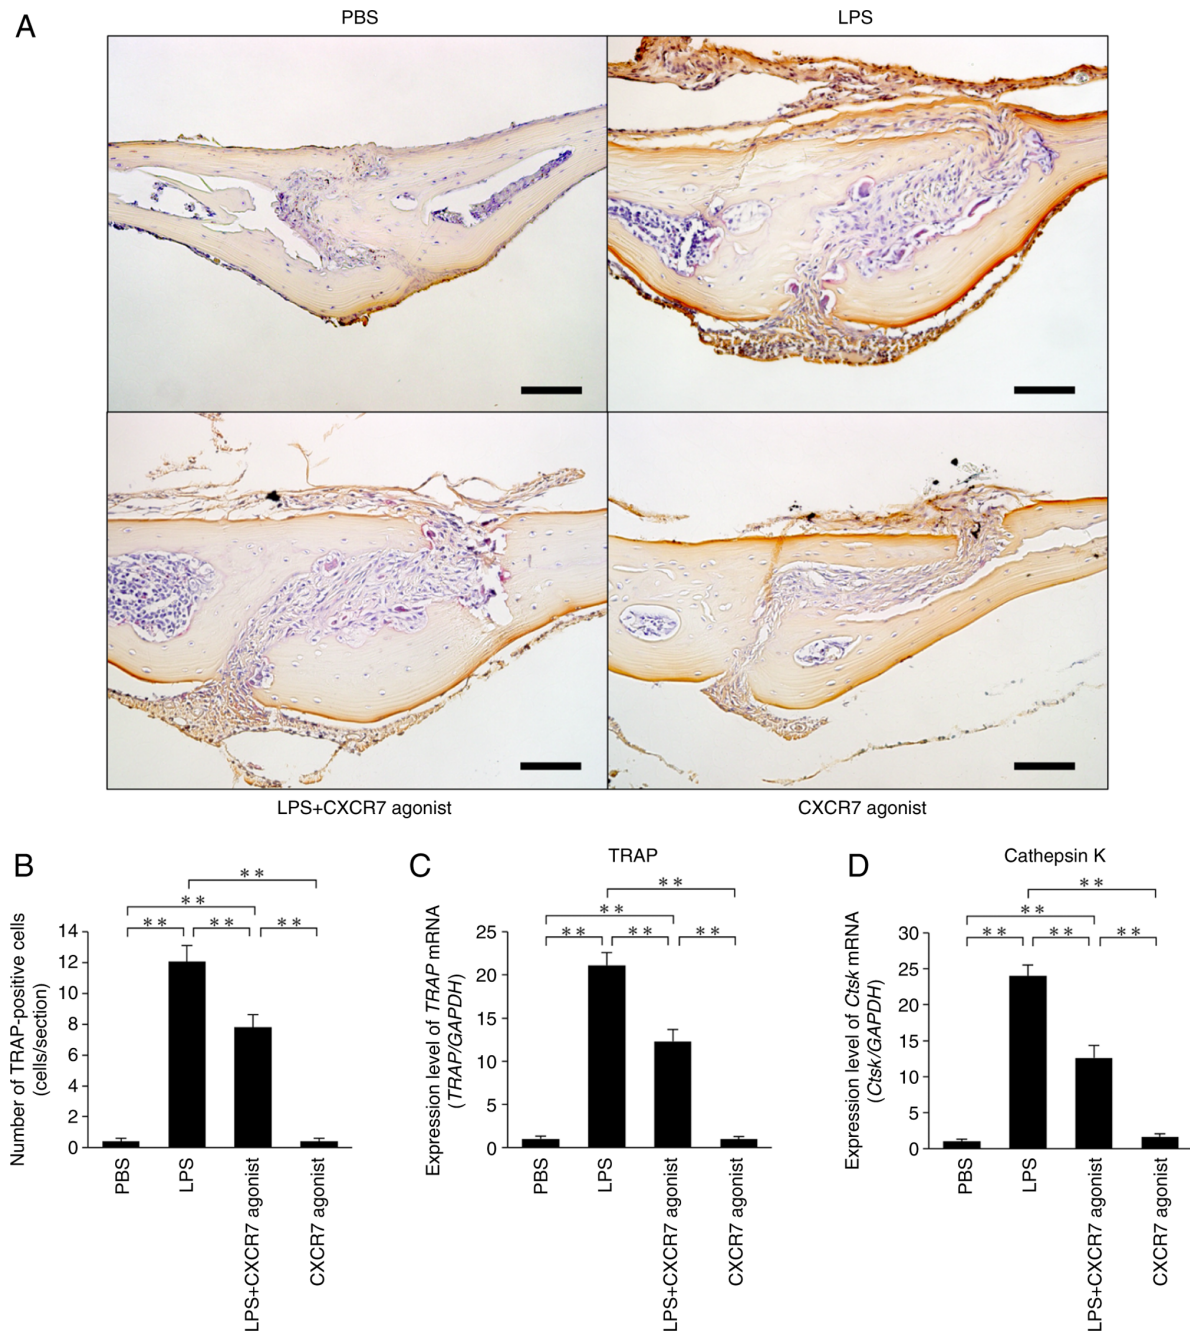 A
PBS
LPS
LPS+CXCR7 agonist
CXCR7 agonist
B
Number of TRAP-positive cells
(cells/section)
14
12
10
8
6
4
2
0
**
**
**
**
**
PBS
LPS
LPS+CXCR7 agonist
CXCR7 agonist
C
TRAP
Expression level of TRAP mRNA
(TRAP/GAPDH)
25
20
15
10
5
0
**
**
**
**
**
PBS
LPS
LPS+CXCR7 agonist
CXCR7 agonist
D
Cathepsin K
Expression level of Ctsk mRNA
(Ctsk/GAPDH)
30
25
20
15
10
5
0
**
**
**
**
**
PBS
LPS
LPS+CXCR7 agonist
CXCR7 agonist